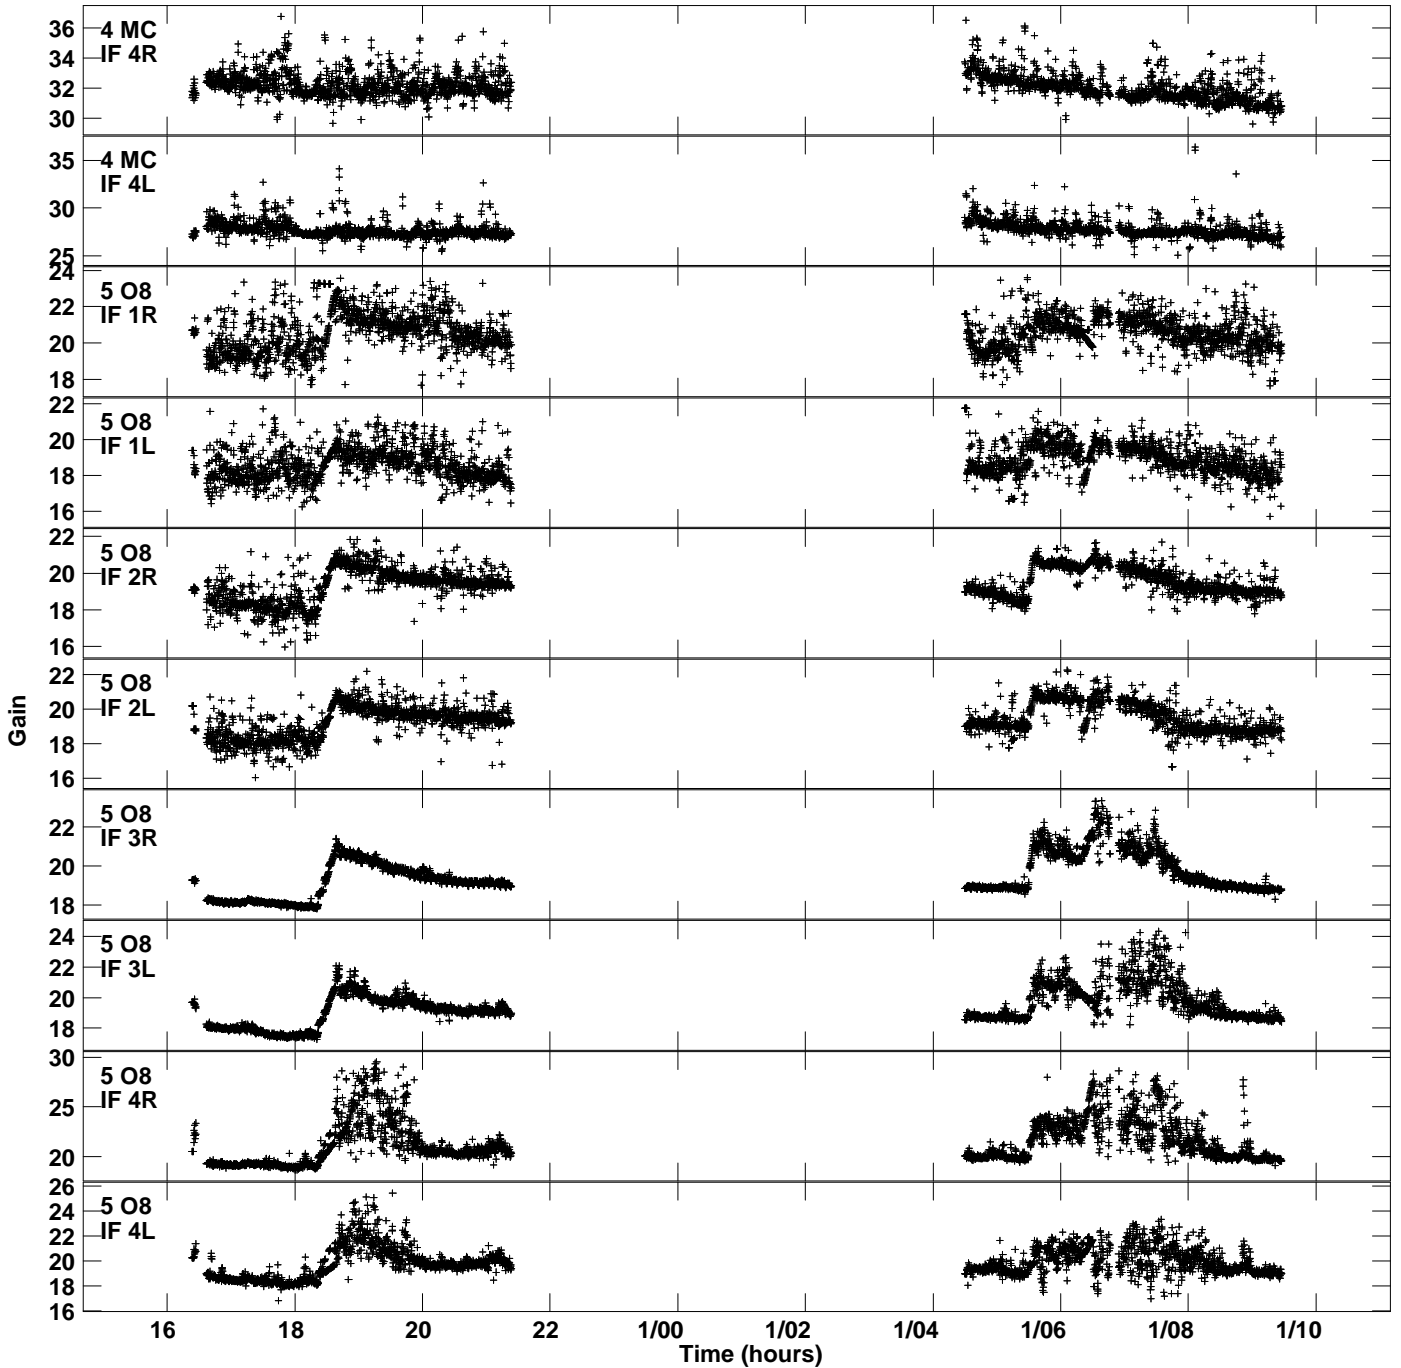 4 MC
IF 4R
36
34
32
30
4 MC
IF 4L
35
30
25
5 O8
IF 1R
24
22
20
18
5 O8
IF 1L
22
20
18
16
5 O8
IF 2R
22
20
18
16
5 O8
IF 2L
22
20
18
16
5 O8
IF 3R
22
20
18
5 O8
IF 3L
24
22
20
18
5 O8
IF 4R
30
25
20
5 O8
IF 4L
26
24
22
20
18
16
Gain
16 18 20 22 1/00 1/02 1/04 1/06 1/08 1/10
Time (hours)